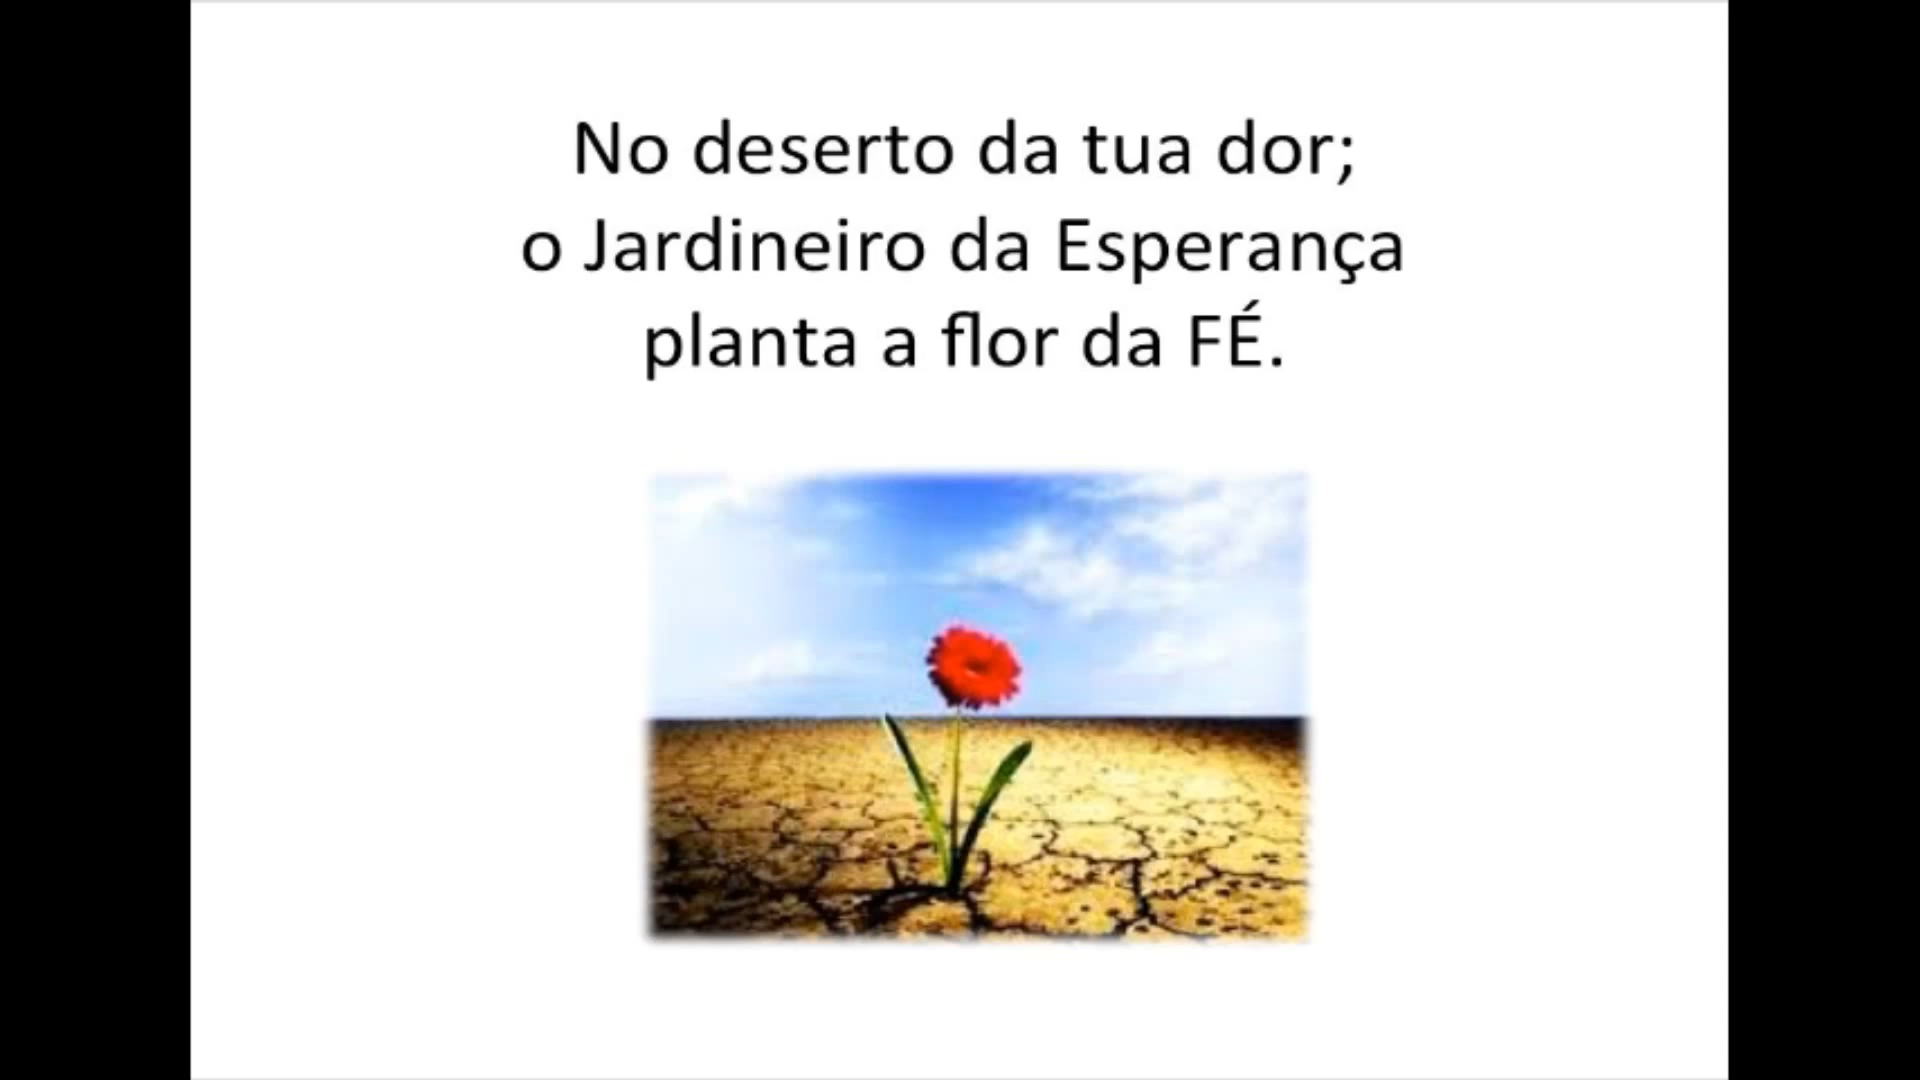 No deserto da tua dor;
o Jardineiro da Esperança
planta a flor da FÉ.